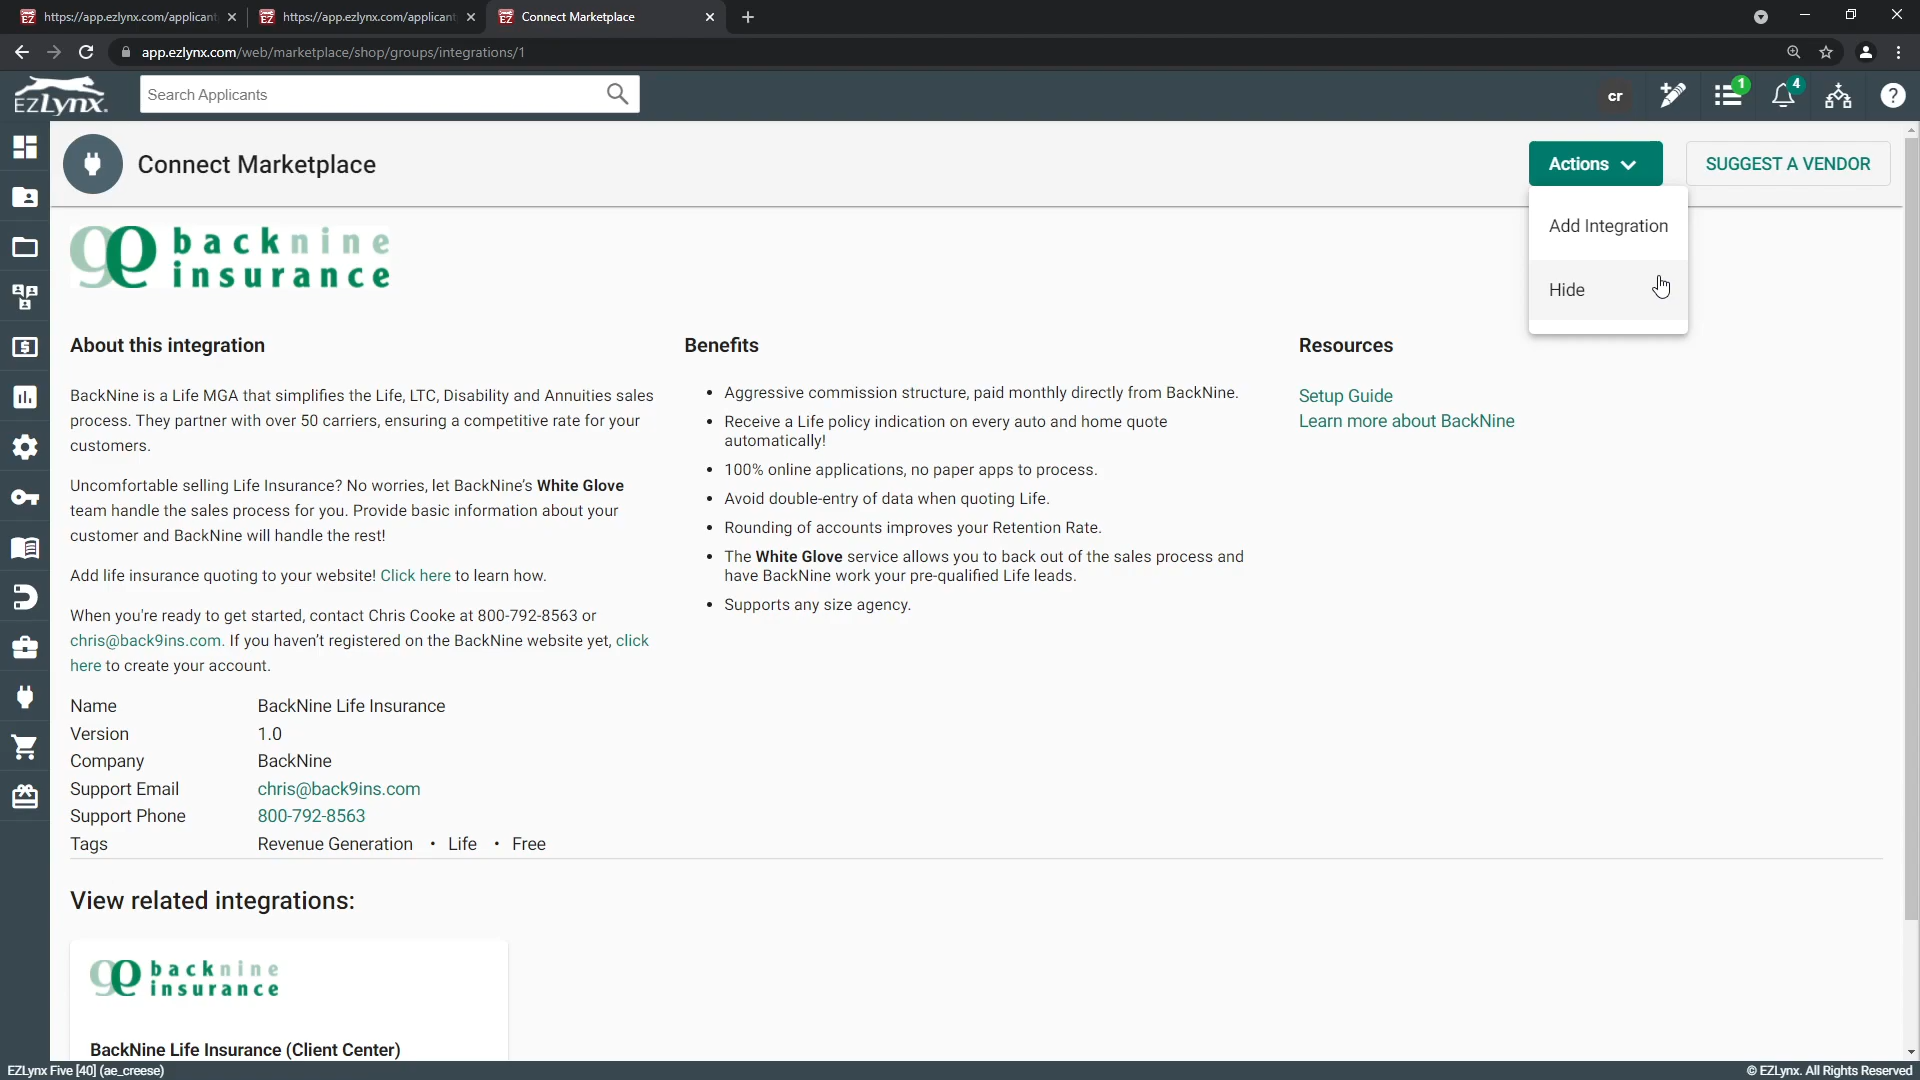 https://app.ezlynx.com/applicant
https://app.ezlynx.com/applicant
Connect Marketplace
app.ezlynx.com/web/marketplace/shop/groups/integrations/1
EZLynx.
Search Applicants
cr
1
4
?
Connect Marketplace
Actions
SUGGEST A VENDOR
Add Integration
Hide
backnine
insurance
About this integration
BackNine is a Life MGA that simplifies the Life, LTC, Disability and Annuities sales
process. They partner with over 50 carriers, ensuring a competitive rate for your
customers.
Uncomfortable selling Life Insurance? No worries, let BackNine's White Glove
team handle the sales process for you. Provide basic information about your
customer and BackNine will handle the rest!
Add life insurance quoting to your website! Click here to learn how.
When you're ready to get started, contact Chris Cooke at 800-792-8563 or
chris@back9ins.com. If you haven't registered on the BackNine website yet, click
here to create your account.
Name BackNine Life Insurance
Version 1.0
Company BackNine
Support Email chris@back9ins.com
Support Phone 800-792-8563
Tags Revenue Generation • Life • Free
Benefits
• Aggressive commission structure, paid monthly directly from BackNine.
• Receive a Life policy indication on every auto and home quote
automatically!
• 100% online applications, no paper apps to process.
• Avoid double-entry of data when quoting Life.
• Rounding of accounts improves your Retention Rate.
• The White Glove service allows you to back out of the sales process and
have BackNine work your pre-qualified Life leads.
• Supports any size agency.
Resources
Setup Guide
Learn more about BackNine
View related integrations:
backnine
insurance
BackNine Life Insurance (Client Center)
EZLynx Five [40] (ae_creese)
© EZLynx. All Rights Reserved